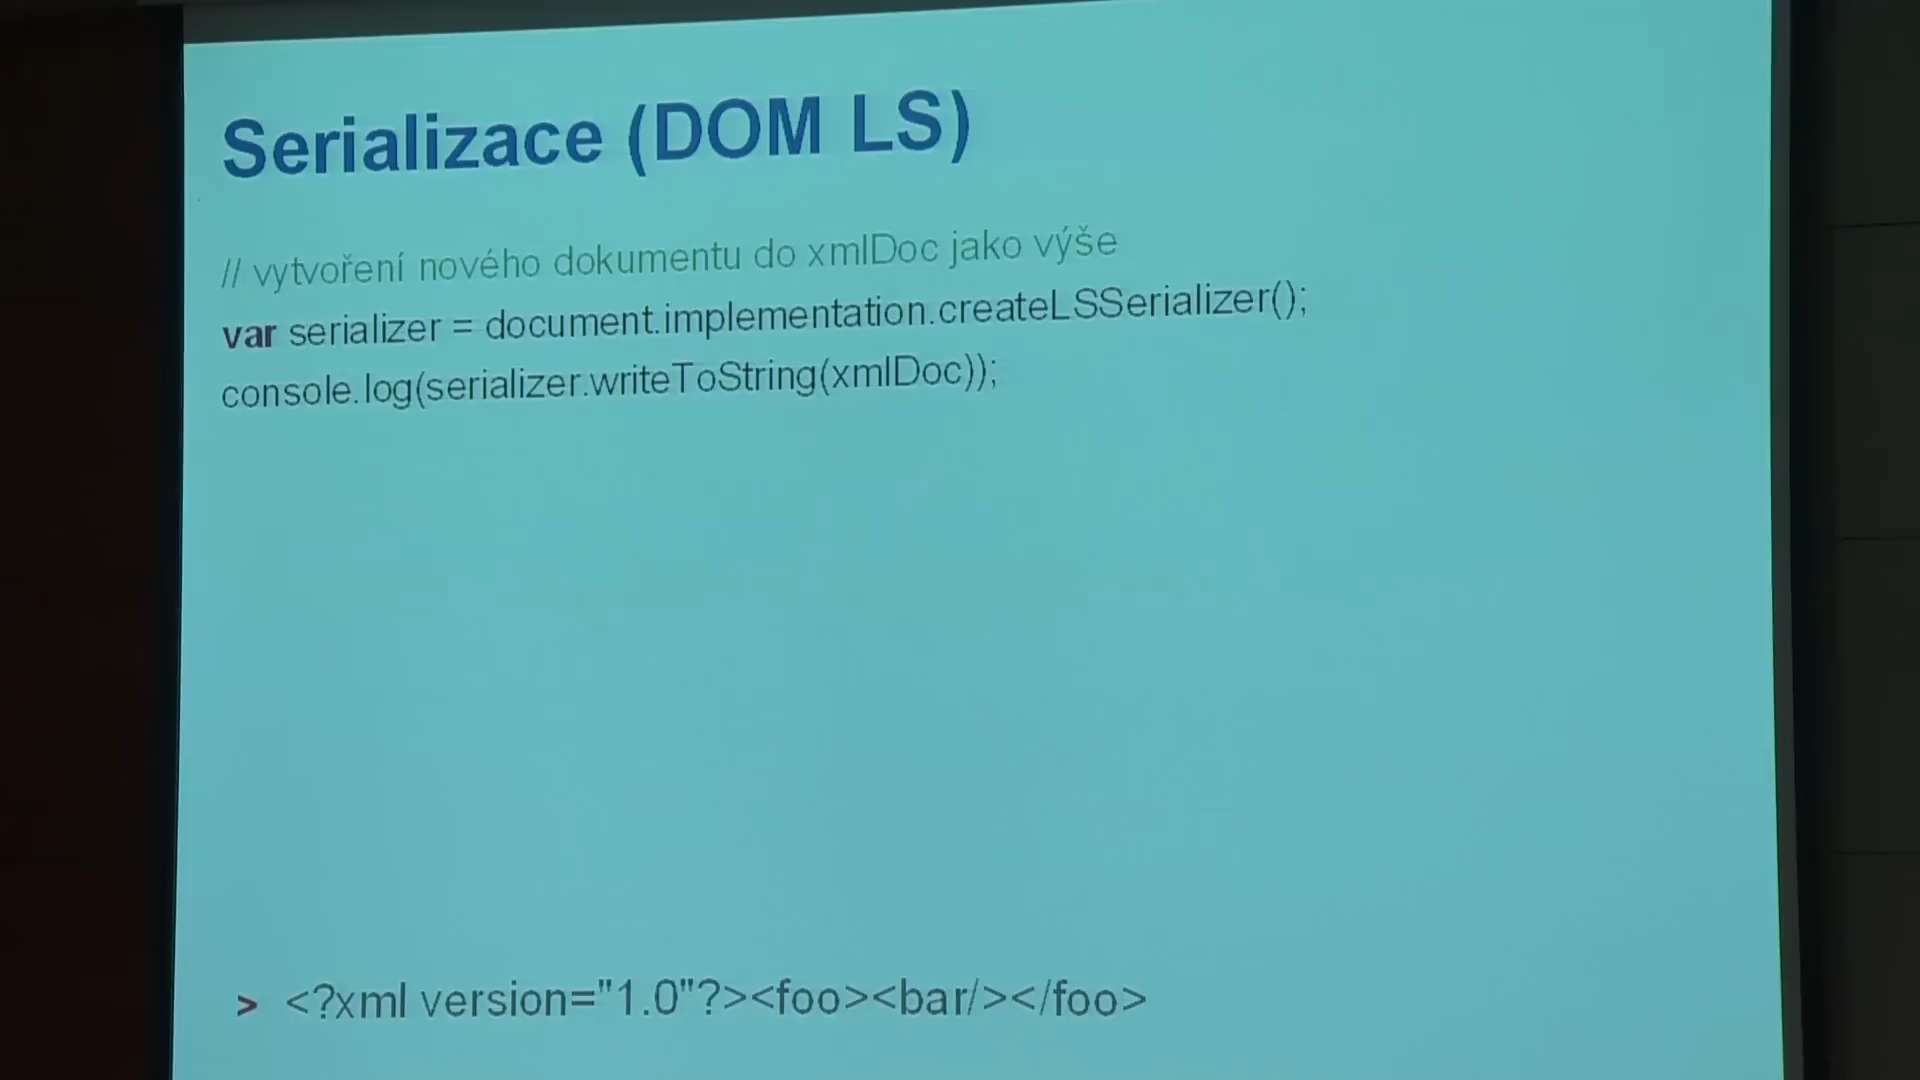 Serializace (DOM LS)
// vytvoření nového dokumentu do xmlDoc jako výše
var serializer = document.implementation.createLSSerializer();
console.log(serializer.writeToString(xmlDoc));
> <?xml version="1.0"?><foo><bar/></foo>